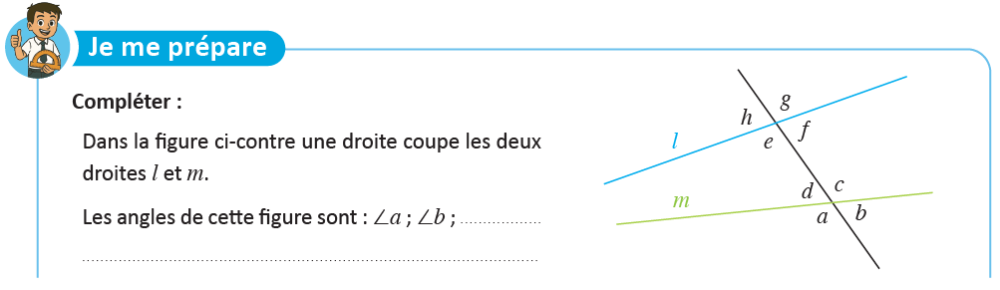 Je me prépare
Compléter :
Dans la figure ci-contre une droite coupe les deux
droites l et m.
Les angles de cette figure sont : ∠a ; ∠b ; ..................
..................................................................................................
g
h
f
l
e
d
c
m
a
b